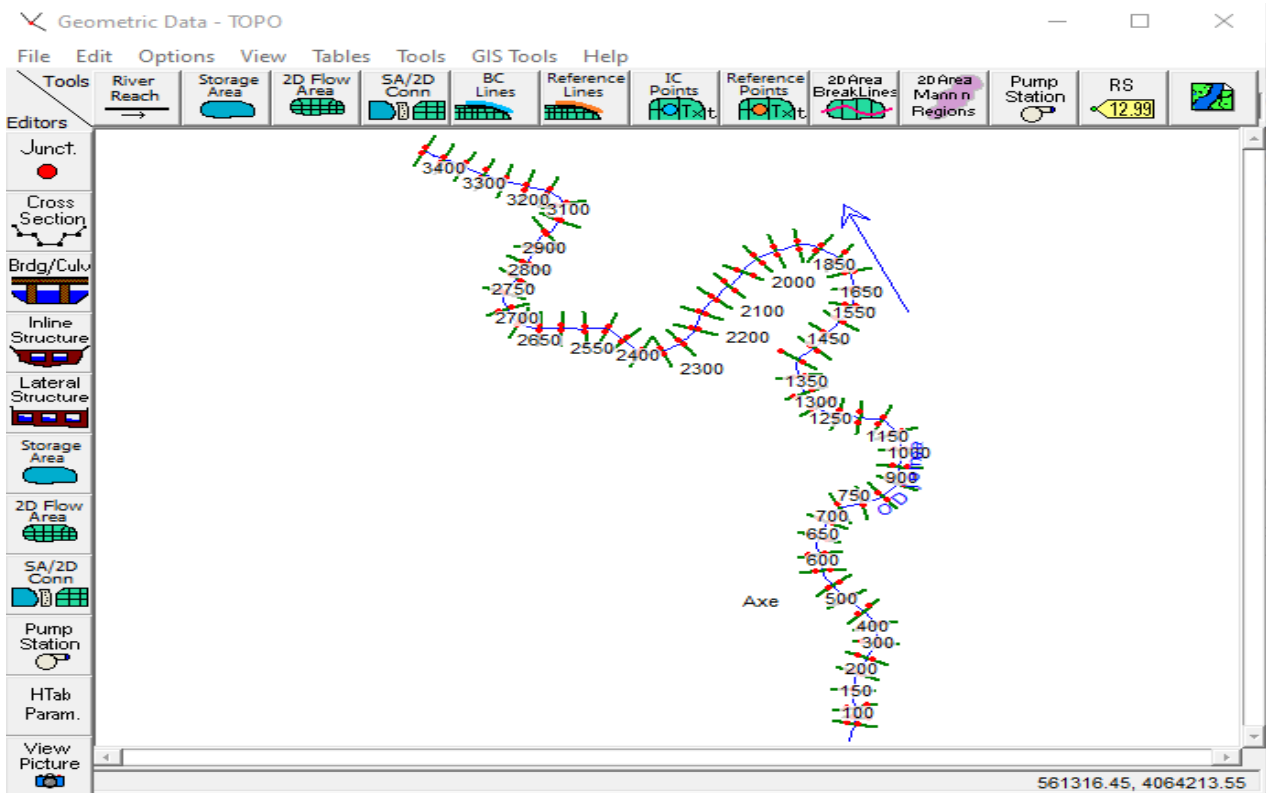 Geometric Data - TOPO
File Edit Options View Tables Tools GIS Tools Help
Tools
Editors
River
Reach
Storage
Area
2D Flow
Area
SA/2D
Conn
BC
Lines
Reference
Lines
IC
Points
Reference
Points
2D Area
BreakLines
2D Area
Mann n
Regions
Pump
Station
RS
12.99
Junct.
Cross
Section
Brdg/Culv
Inline
Structure
Lateral
Structure
Storage
Area
2D Flow
Area
SA/2D
Conn
Pump
Station
HTab
Param.
View
Picture
3400
3300
3200
3100
2900
2800
2750
2700
2650
2550
2400
2300
2200
2100
2000
1850
1650
1550
1450
1350
1300
1250
1150
1000
900
750
700
650
600
500
Axe
400
300
200
150
100
561316.45, 4064213.55